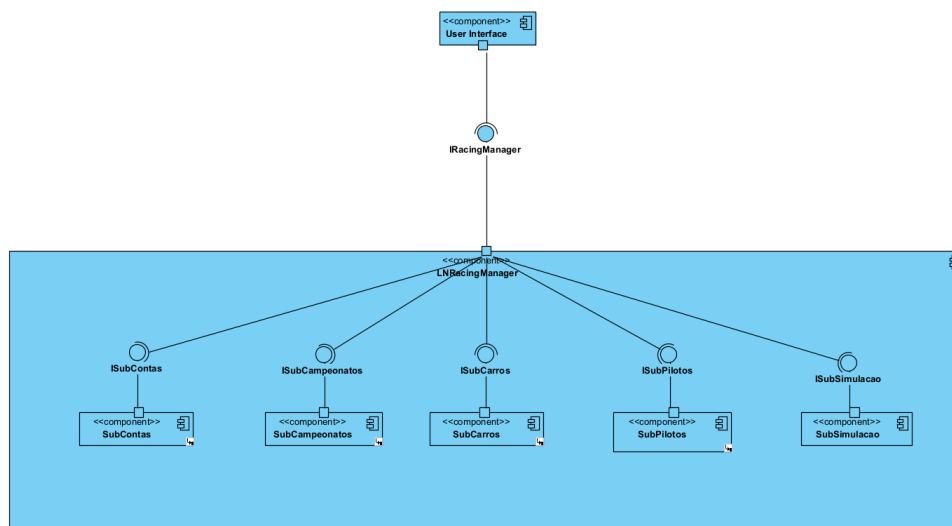 <<component>>
User Interface
IRacingManager
<<component>>
LNRacingManager
ISubContas
ISubCampeonatos
ISubCarros
ISubPilotos
ISubSimulacao
<<component>>
SubContas
<<component>>
SubCampeonatos
<<component>>
SubCarros
<<component>>
SubPilotos
<<component>>
SubSimulacao